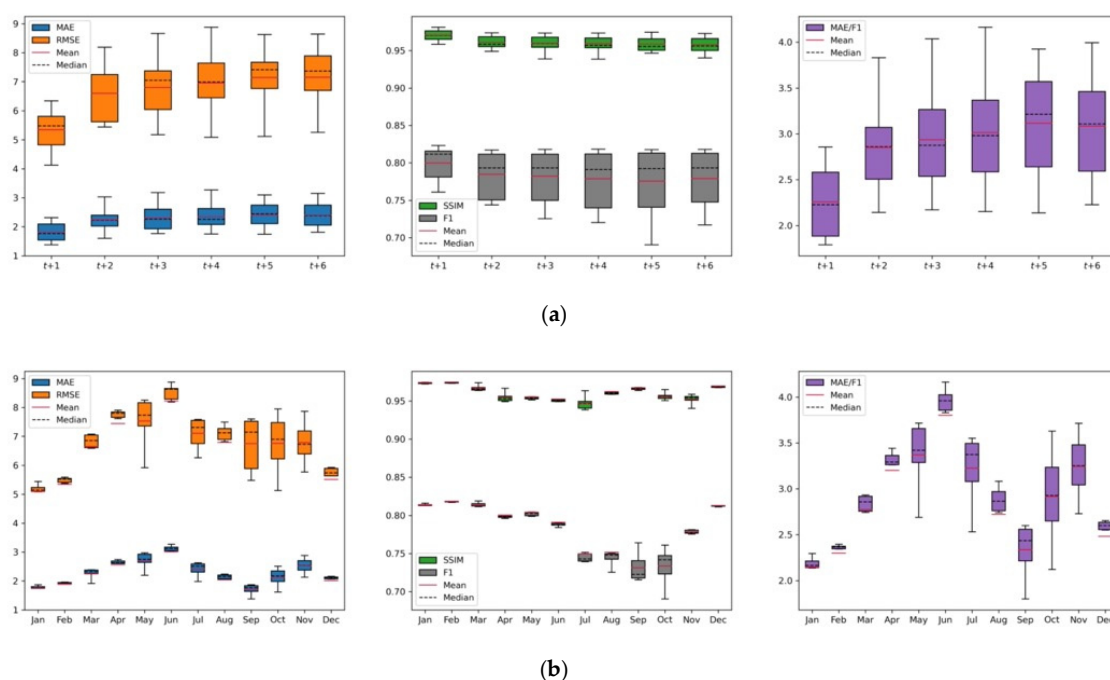 MAE
RMSE
Mean
Median
9
8
7
6
5
4
3
2
1
t+1 t+2 t+3 t+4 t+5 t+6
0.95
0.90
0.85
0.80
0.75
0.70
SSIM
F1
Mean
Median
t+1 t+2 t+3 t+4 t+5 t+6
MAE/F1
Mean
Median
4.0
3.5
3.0
2.5
2.0
t+1 t+2 t+3 t+4 t+5 t+6
(a)
MAE
RMSE
Mean
Median
9
8
7
6
5
4
3
2
1
Jan Feb Mar Apr May Jun Jul Aug Sep Oct Nov Dec
0.95
0.90
0.85
0.80
0.75
0.70
SSIM
F1
Mean
Median
Jan Feb Mar Apr May Jun Jul Aug Sep Oct Nov Dec
MAE/F1
Mean
Median
4.0
3.5
3.0
2.5
2.0
Jan Feb Mar Apr May Jun Jul Aug Sep Oct Nov Dec
(b)